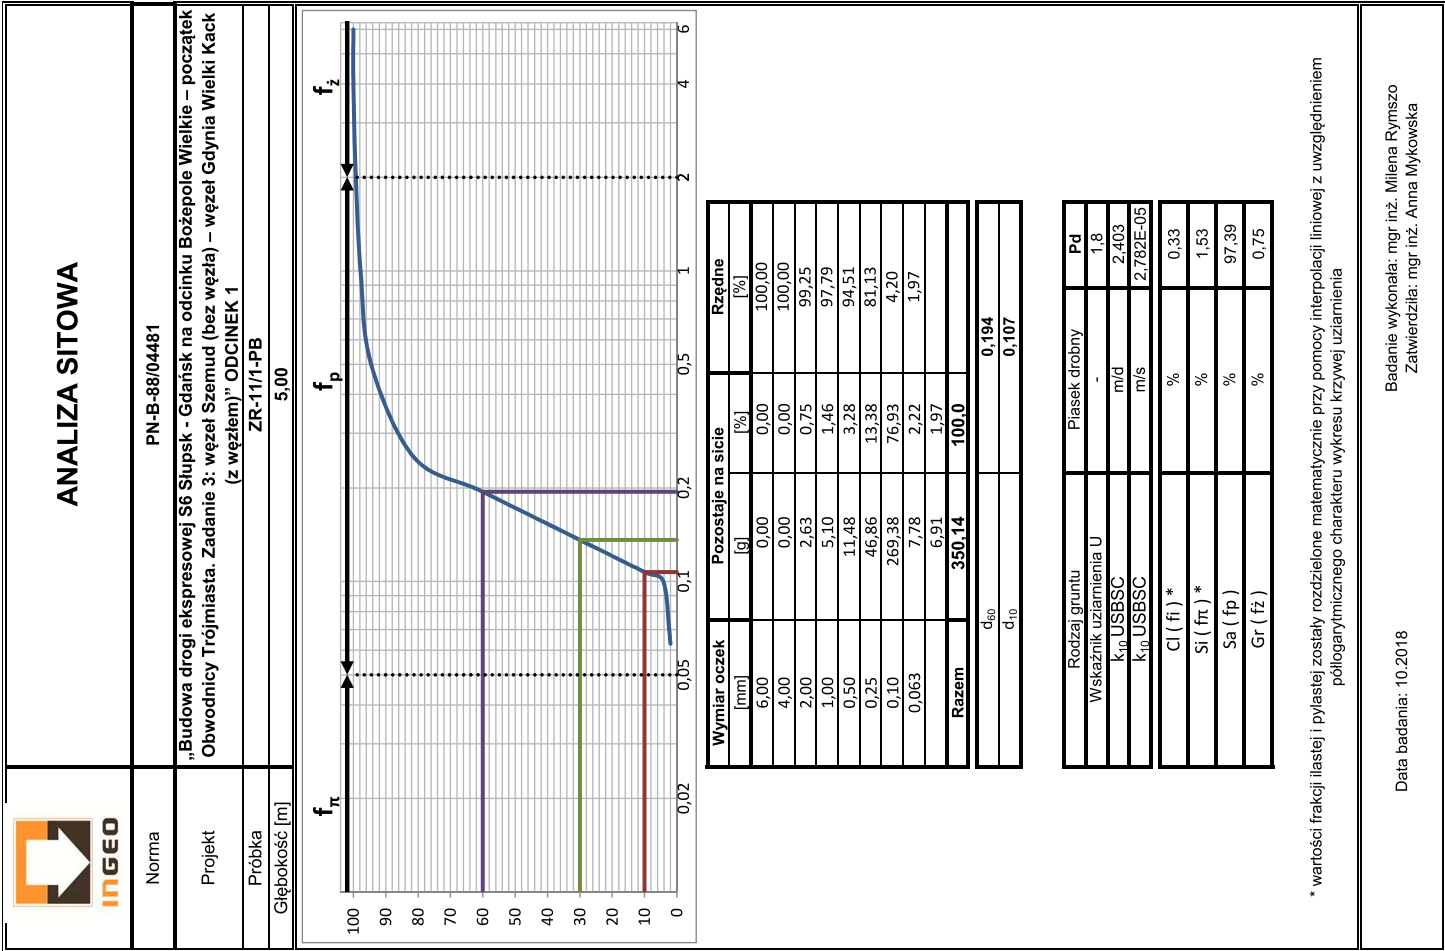 INGEO
ANALIZA SITOWA
Norma PN-B-88/04481
Projekt „Budowa drogi ekspresowej S6 Słupsk - Gdańsk na odcinku Bożepole Wielkie – początek
Obwodnicy Trójmiasta. Zadanie 3: węzeł Szemud (bez węzła) – węzeł Gdynia Wielki Kack
(z węzłem)” ODCINEK 1
Próbka ZR-11/1-PB
Głębokość [m] 5,00
fπ fp fż
100
90
80
70
60
50
40
30
20
10
0
0,02 0,05 0,1 0,2 0,5 1 2 4 6
Wymiar oczek Pozostaje na sicie Rzędne
[mm] [g] [%] [%]
6,00 0,00 0,00 100,00
4,00 0,00 0,00 100,00
2,00 2,63 0,75 99,25
1,00 5,10 1,46 97,79
0,50 11,48 3,28 94,51
0,25 46,86 13,38 81,13
0,10 269,38 76,93 4,20
0,063 7,78 2,22 1,97
6,91 1,97
Razem 350,14 100,0
d60 0,194
d10 0,107
Rodzaj gruntu Piasek drobny Pd
Wskaźnik uziarnienia U - 1,8
k10 USBSC m/d 2,403
k10 USBSC m/s 2,782E-05
Cl ( fi ) * % 0,33
Si ( fπ ) * % 1,53
Sa ( fp ) % 97,39
Gr ( fż ) % 0,75
* wartości frakcji ilastej i pylastej zostały rozdzielone matematycznie przy pomocy interpolacji liniowej z uwzględnieniem
półlogarytmicznego charakteru wykresu krzywej uziarnienia
Data badania: 10.2018
Badanie wykonała: mgr inż. Milena Rymszo
Zatwierdziła: mgr inż. Anna Mykowska